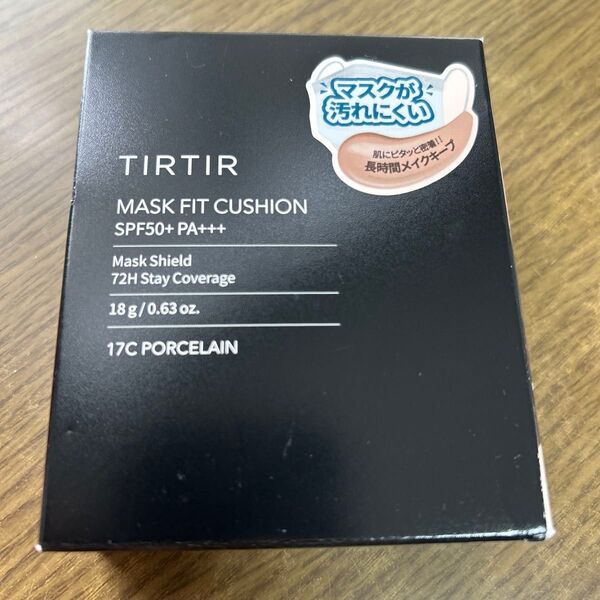 マスクが
汚れにくい
肌にピタッと密着!!
長時間メイクキープ
TIRTIR
MASK FIT CUSHION
SPF50+ PA+++
Mask Shield
72H Stay Coverage
18 g / 0.63 oz.
17C PORCELAIN